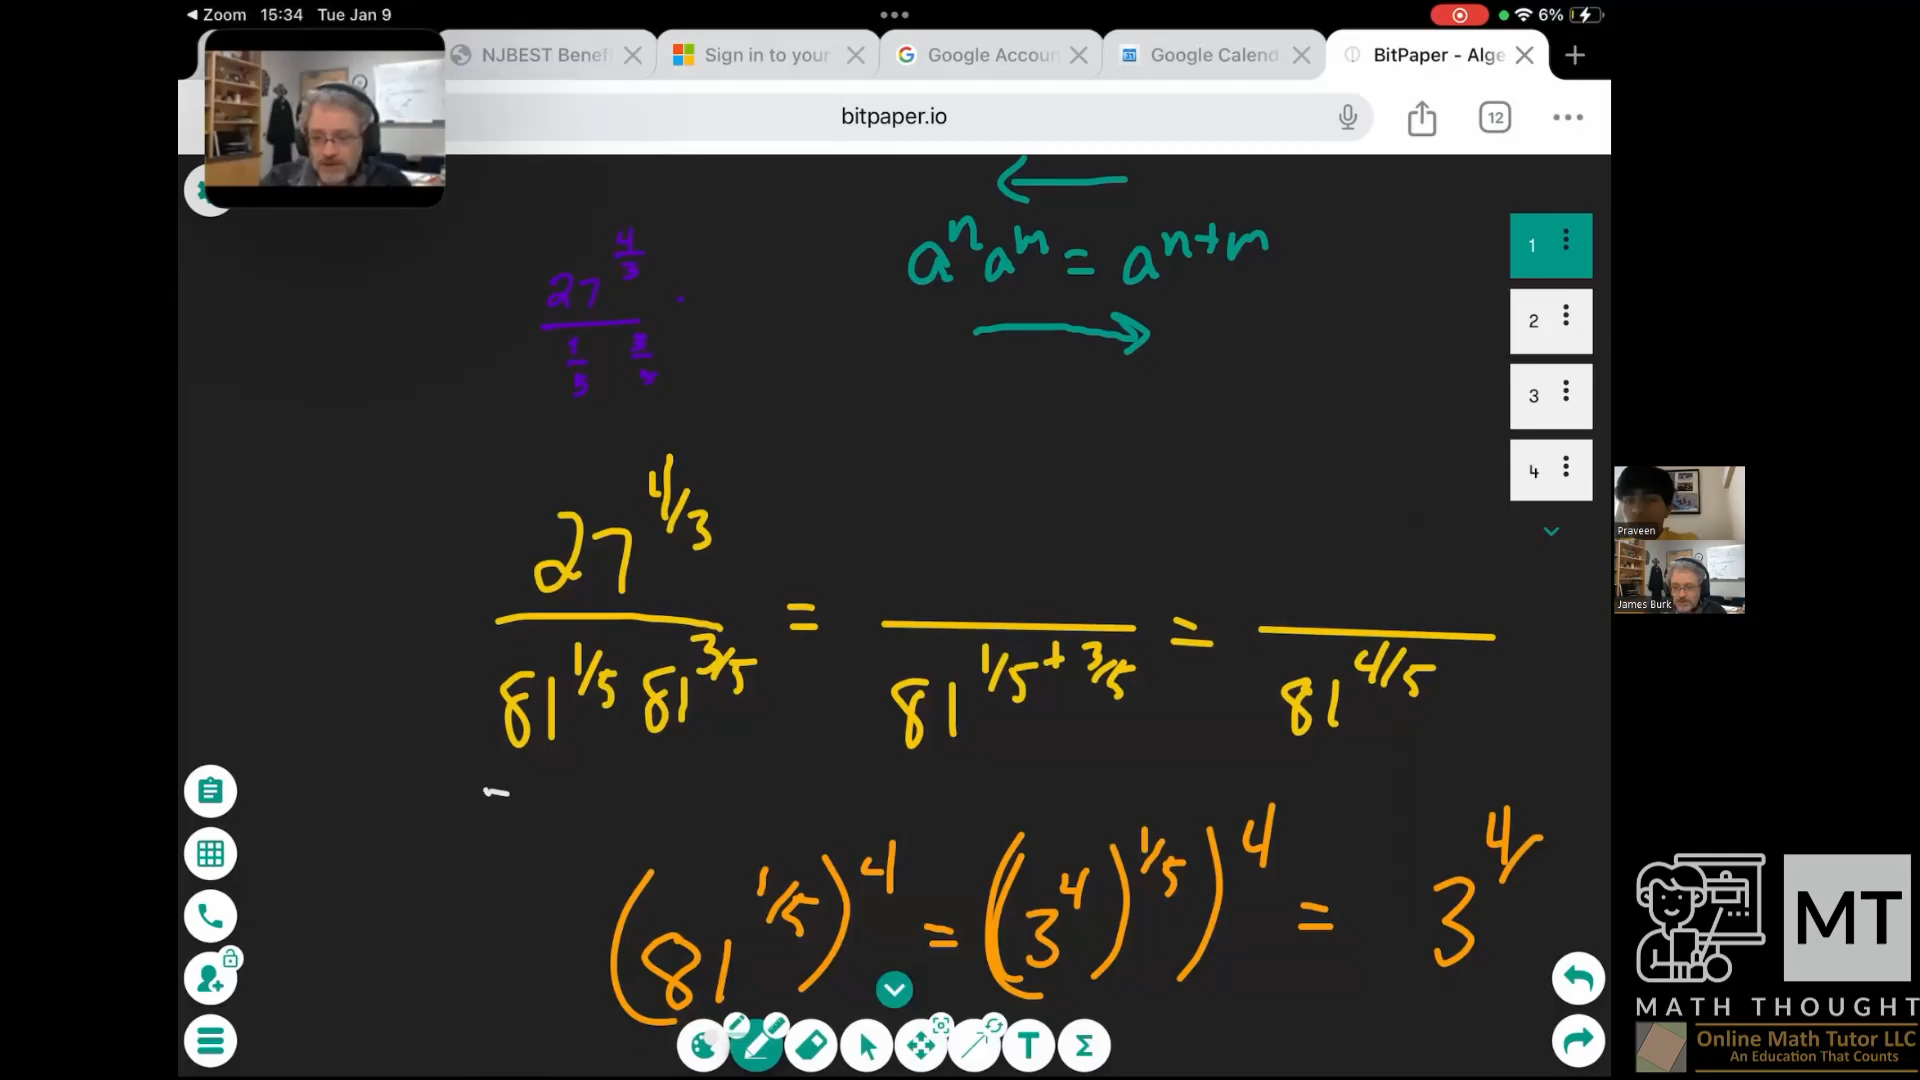 Zoom 15:34 Tue Jan 9 6%
NJBEST Benef Sign in to your Google Accoun Google Calend BitPaper - Alge
bitpaper.io 12
a^n a^m = a^{n+m}
27^{4/3}
1/5 3/5
1
2
3
4
27^{4/3}
81^{1/5} 81^{3/5} = 81^{1/5 + 3/5} = 81^{4/5}
(81^{1/5})^4 = ((3^4)^{1/5})^4 = 3^{4/
Praveen
James Burk
T Σ
MT
MATH THOUGHT
Online Math Tutor LLC
An Education That Counts